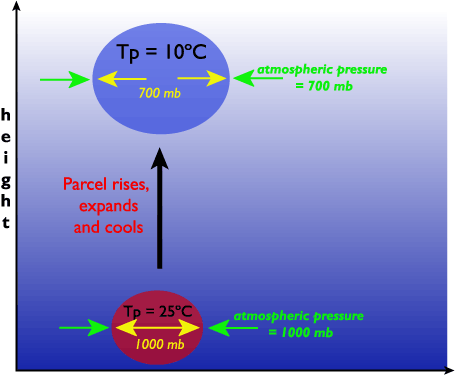 Tp = 10°C
700 mb
atmospheric pressure
= 700 mb
height
Parcel rises,
expands
and cools
Tp = 25°C
1000 mb
atmospheric pressure
= 1000 mb